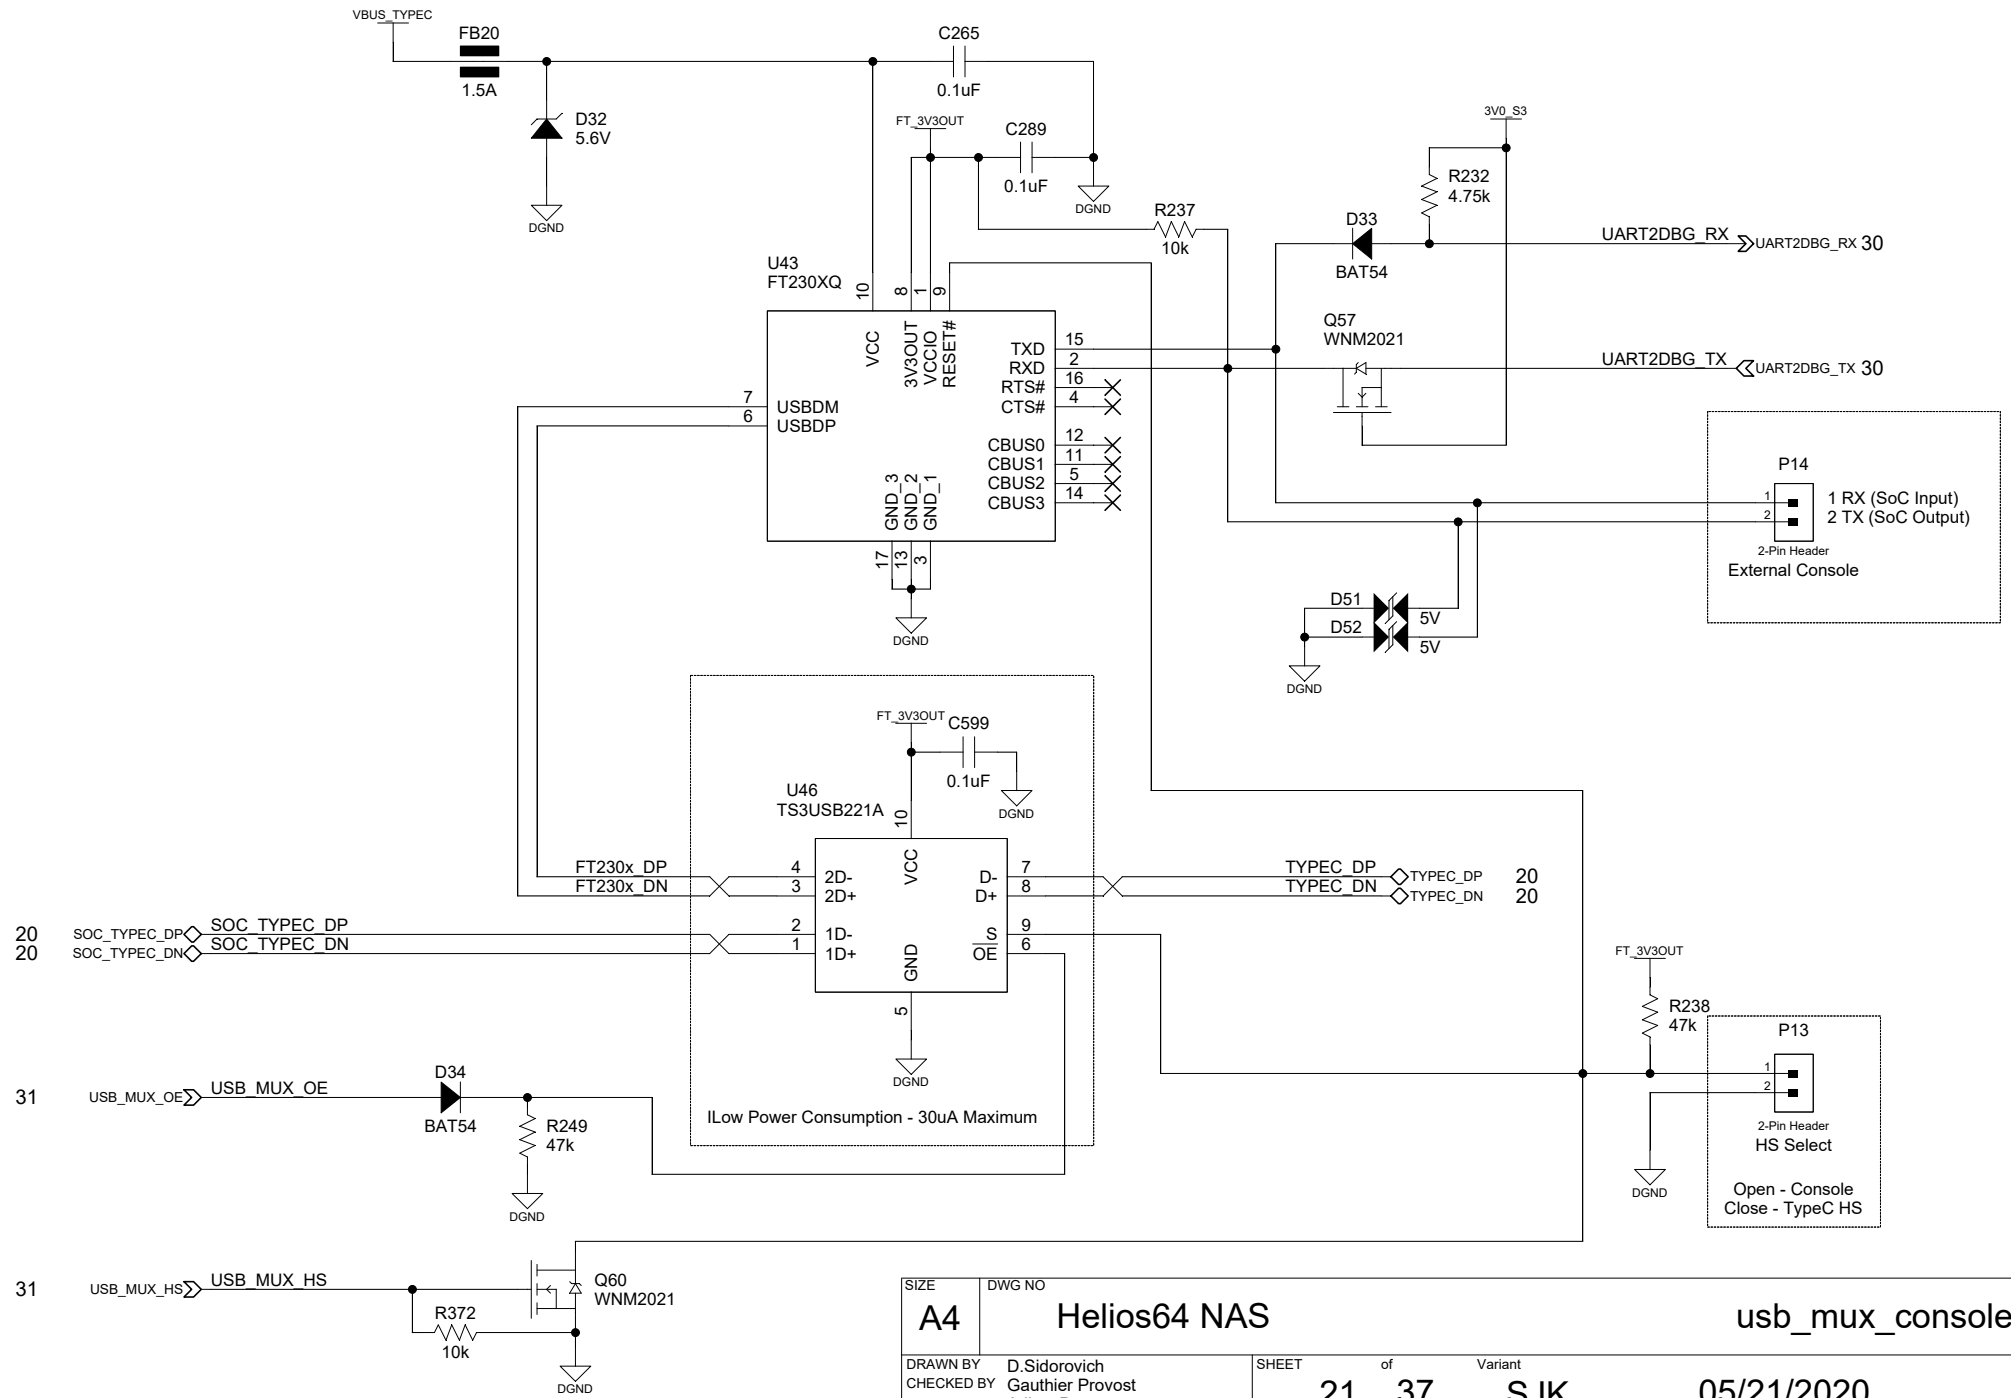 VBUS_TYPEC
FB20
1.5A
D32
5.6V
DGND
C265
0.1uF
FT_3V3OUT
C289
0.1uF
DGND
R237
10k
3V0_S3
R232
4.75k
D33
BAT54
UART2DBG_RX
UART2DBG_RX 30
Q57
WNM2021
UART2DBG_TX
UART2DBG_TX 30
U43
FT230XQ
10
8
1
9
VCC
3V3OUT
VCCIO
RESET#
TXD 15
RXD 2
RTS# 16
CTS# 4
CBUS0 12
CBUS1 11
CBUS2 5
CBUS3 14
7 USBDM
6 USBDP
GND_3
GND_2
GND_1
17
13
3
DGND
P14
1
2
1 RX (SoC Input)
2 TX (SoC Output)
2-Pin Header
External Console
D51
5V
D52
5V
DGND
FT_3V3OUT
C599
0.1uF
DGND
U46
TS3USB221A
10
VCC
FT230x_DP 4 2D-
FT230x_DN 3 2D+
D- 7 TYPEC_DP TYPEC_DP 20
D+ 8 TYPEC_DN TYPEC_DN 20
20 SOC_TYPEC_DP SOC_TYPEC_DP 2 1D-
20 SOC_TYPEC_DN SOC_TYPEC_DN 1 1D+
S 9
OE 6
GND
5
DGND
ILow Power Consumption - 30uA Maximum
FT_3V3OUT
R238
47k
P13
1
2
2-Pin Header
HS Select
Open - Console
Close - TypeC HS
DGND
31 USB_MUX_OE USB_MUX_OE
D34
BAT54
R249
47k
DGND
31 USB_MUX_HS USB_MUX_HS
R372
10k
Q60
WNM2021
DGND
SIZE
A4
DWG NO
Helios64 NAS
usb_mux_console
DRAWN BY D.Sidorovich
CHECKED BY Gauthier Provost
SHEET of Variant
21 37 SJK 05/21/2020